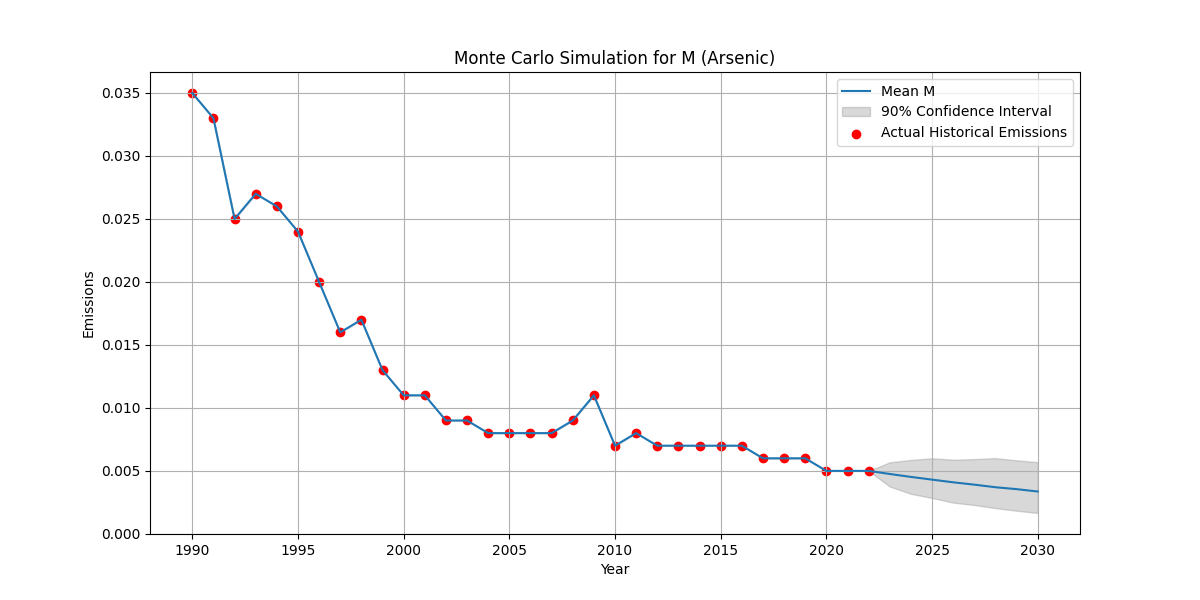 Monte Carlo Simulation for M (Arsenic)
Mean M
90% Confidence Interval
Actual Historical Emissions
Emissions
0.035
0.030
0.025
0.020
0.015
0.010
0.005
0.000
1990 1995 2000 2005 2010 2015 2020 2025 2030
Year